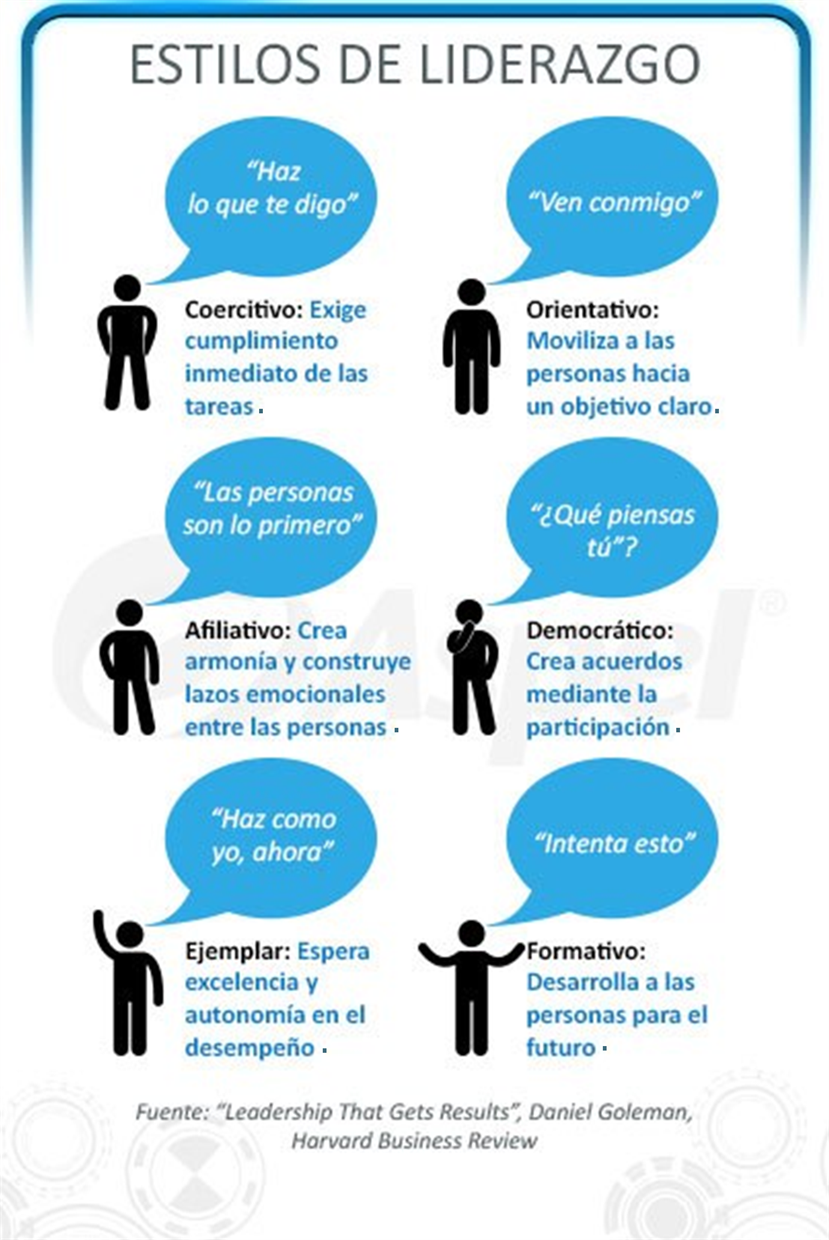 ESTILOS DE LIDERAZGO
“Haz
lo que te digo”
Coercitivo: Exige
cumplimiento
inmediato de las
tareas.
“Ven conmigo”
Orientativo:
Moviliza a las
personas hacia
un objetivo claro.
“Las personas
son lo primero”
Afiliativo: Crea
armonía y construye
lazos emocionales
entre las personas .
“¿Qué piensas
tú”?
Democrático:
Crea acuerdos
mediante la
participación .
“Haz como
yo, ahora”
Ejemplar: Espera
excelencia y
autonomía en el
desempeño .
“Intenta esto”
Formativo:
Desarrolla a las
personas para el
futuro .
Aspel®
Fuente: “Leadership That Gets Results”, Daniel Goleman,
Harvard Business Review